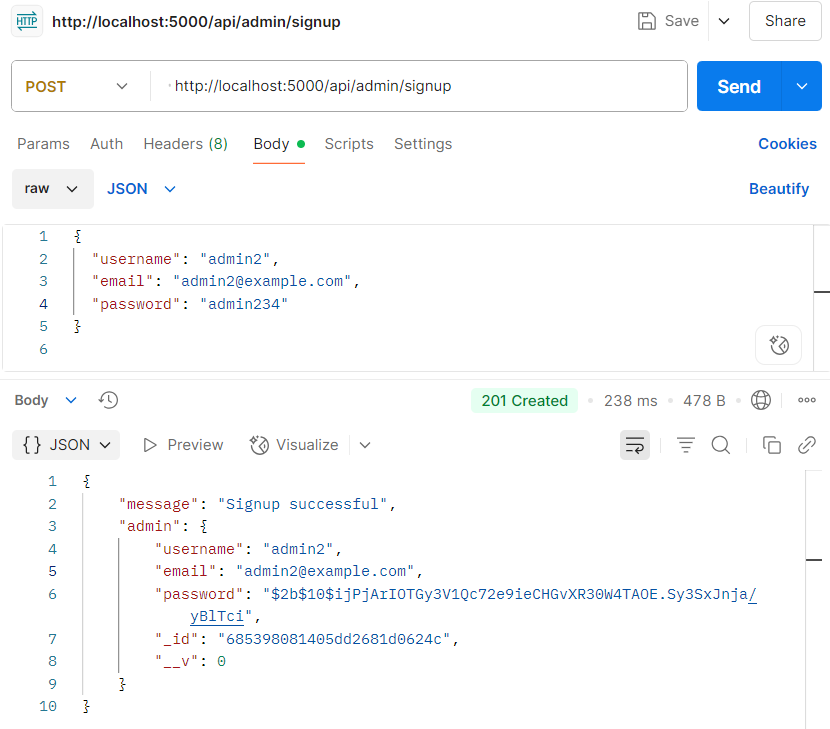 HTTP http://localhost:5000/api/admin/signup Save Share
POST http://localhost:5000/api/admin/signup Send
Params Auth Headers (8) Body Scripts Settings Cookies
raw JSON Beautify
1 {
2 "username": "admin2",
3 "email": "admin2@example.com",
4 "password": "admin234"
5 }
6
Body 201 Created 238 ms 478 B
{} JSON Preview Visualize
1 {
2 "message": "Signup successful",
3 "admin": {
4 "username": "admin2",
5 "email": "admin2@example.com",
6 "password": "$2b$10$ijPjArIOTGy3V1Qc72e9ieCHGvXR30W4TAOE.Sy3SxJnja/
yBlTci",
7 "_id": "685398081405dd2681d0624c",
8 "__v": 0
9 }
10 }